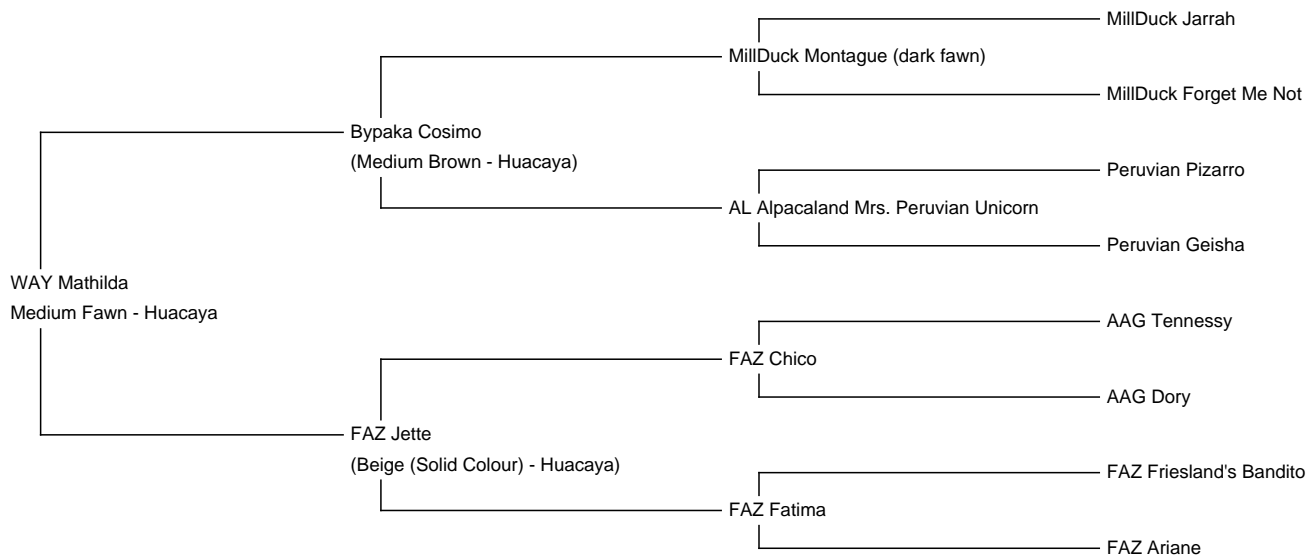 MillDuck Jarrah
MillDuck Montague (dark fawn)
MillDuck Forget Me Not
Bypaka Cosimo
(Medium Brown - Huacaya)
Peruvian Pizarro
AL Alpacaland Mrs. Peruvian Unicorn
Peruvian Geisha
WAY Mathilda
Medium Fawn - Huacaya
AAG Tennessy
FAZ Chico
AAG Dory
FAZ Jette
(Beige (Solid Colour) - Huacaya)
FAZ Friesland's Bandito
FAZ Fatima
FAZ Ariane